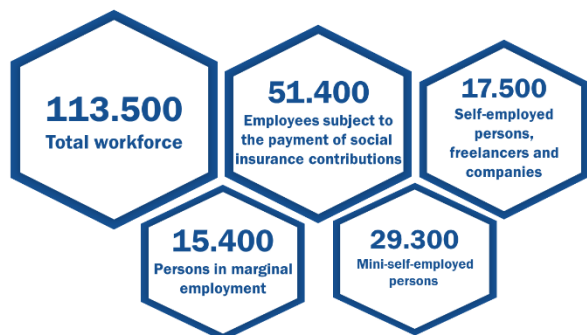 113.500
Total workforce
51.400
Employees subject to
the payment of social
insurance contributions
17.500
Self-employed
persons,
freelancers and
companies
15.400
Persons in marginal
employment
29.300
Mini-self-employed
persons